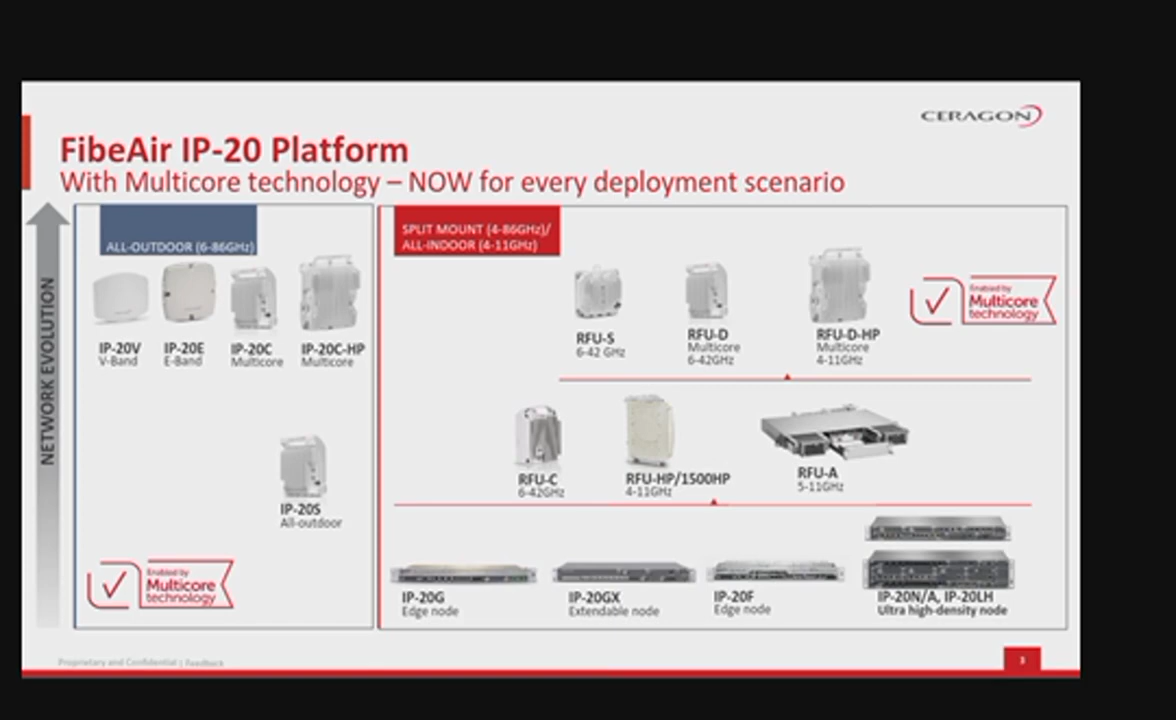 CERAGON
FibeAir IP-20 Platform
With Multicore technology – NOW for every deployment scenario
NETWORK EVOLUTION
ALL-OUTDOOR (6-86GHz)
IP-20V
V-Band
IP-20E
E-Band
IP-20C
Multicore
IP-20C-HP
Multicore
IP-20S
All-outdoor
Enabled by
Multicore
technology
SPLIT MOUNT (4-86GHz)/
ALL-INDOOR (4-11GHz)
RFU-S
6-42 GHz
RFU-D
Multicore
6-42GHz
RFU-D-HP
Multicore
4-11GHz
Enabled by
Multicore
technology
RFU-C
6-42GHz
RFU-HP/1500HP
4-11GHz
RFU-A
5-11GHz
IP-20G
Edge node
IP-20GX
Extendable node
IP-20F
Edge node
IP-20N/A, IP-20LH
Ultra high-density node
Proprietary and Confidential | Feedback
3